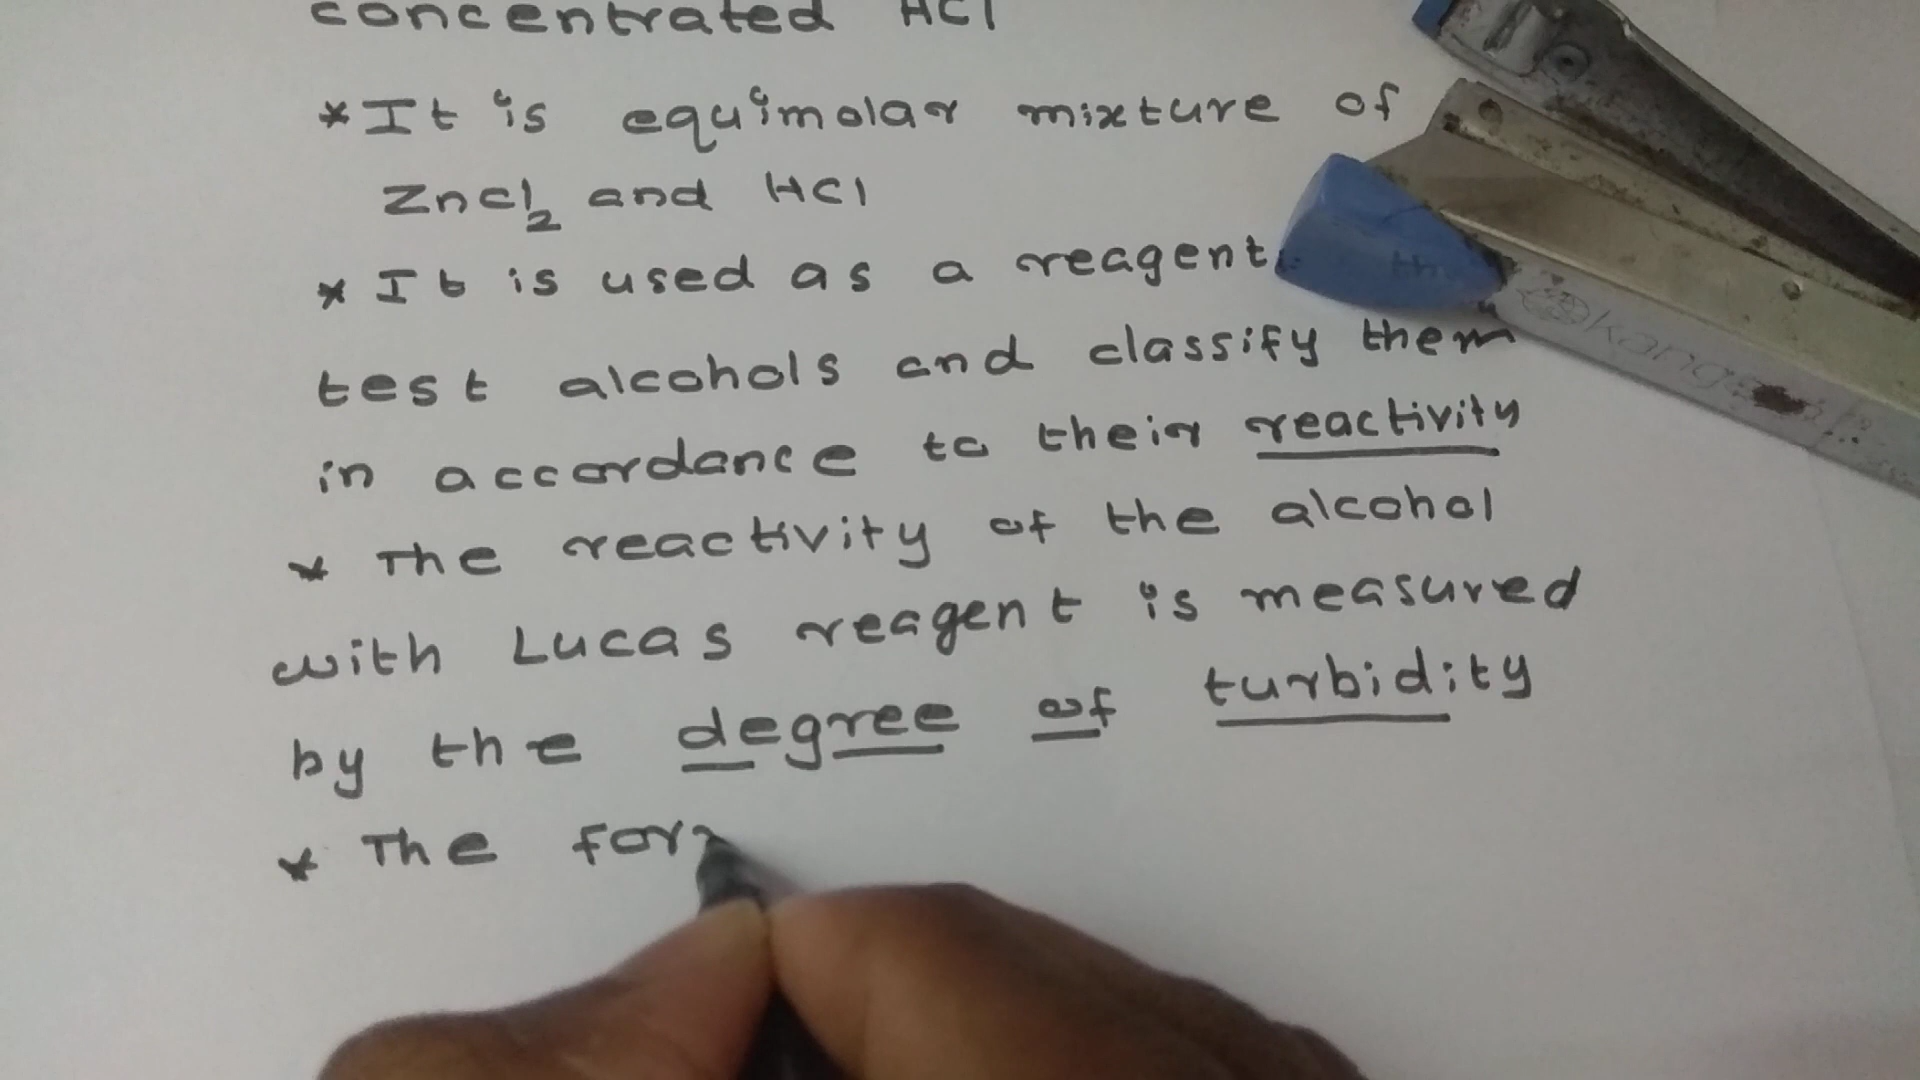 concentrated HCl
* It is equimolar mixture of
ZnCl2 and HCl
* It is used as a reagent
test alcohols and classify them
in accordance to their reactivity
* The reactivity of the alcohol
with Lucas reagent is measured
by the degree of turbidity
* The for
kang